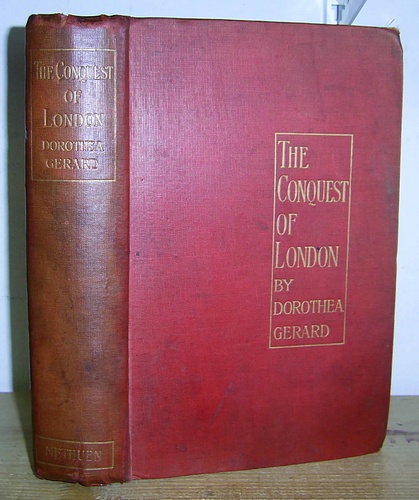 THE CONQUEST
OF
LONDON
DOROTHEA
GERARD
METHUEN
THE
CONQUEST
OF
LONDON
BY
DOROTHEA
GERARD